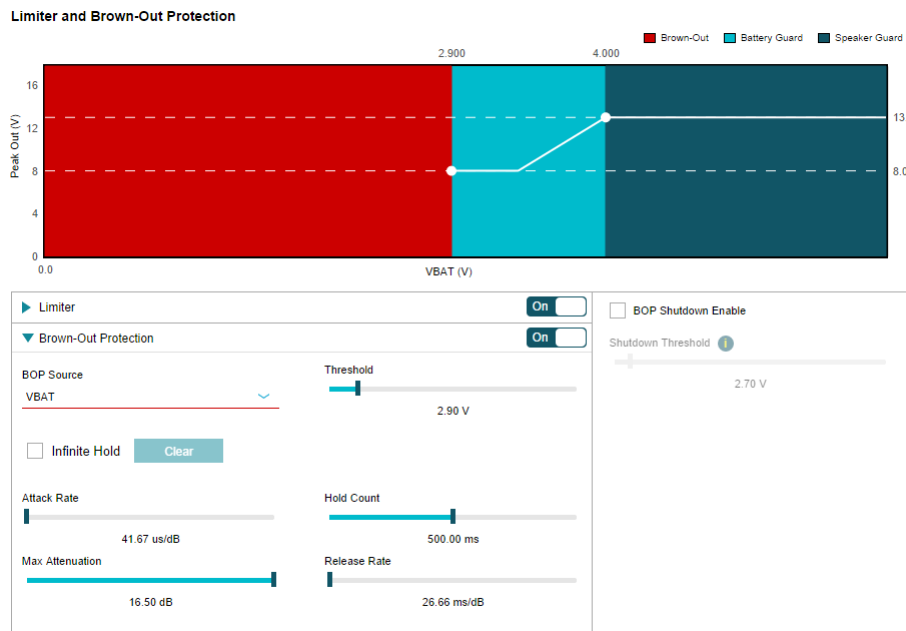 Limiter and Brown-Out Protection
Brown-Out Battery Guard Speaker Guard
2.900 4.000
16
13
12
Peak Out (V)
8 8.0
4
0
0.0
VBAT (V)
Limiter On
BOP Shutdown Enable
Brown-Out Protection On
Shutdown Threshold i
BOP Source Threshold
VBAT
2.90 V
2.70 V
Infinite Hold Clear
Attack Rate Hold Count
41.67 us/dB 500.00 ms
Max Attenuation Release Rate
16.50 dB 26.66 ms/dB